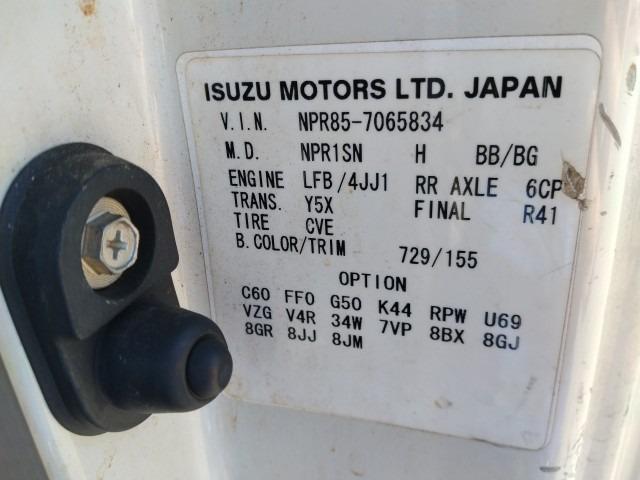 ISUZU MOTORS LTD. JAPAN
V.I.N. NPR85-7065834
M.D. NPR1SN H BB/BG
ENGINE LFB/4JJ1 RR AXLE 6CP
TRANS. Y5X FINAL R41
TIRE CVE
B.COLOR/TRIM 729/155
OPTION
C60 FF0 G50 K44 RPW U69
VZG V4R 34W 7VP 8BX 8GJ
8GR 8JJ 8JM